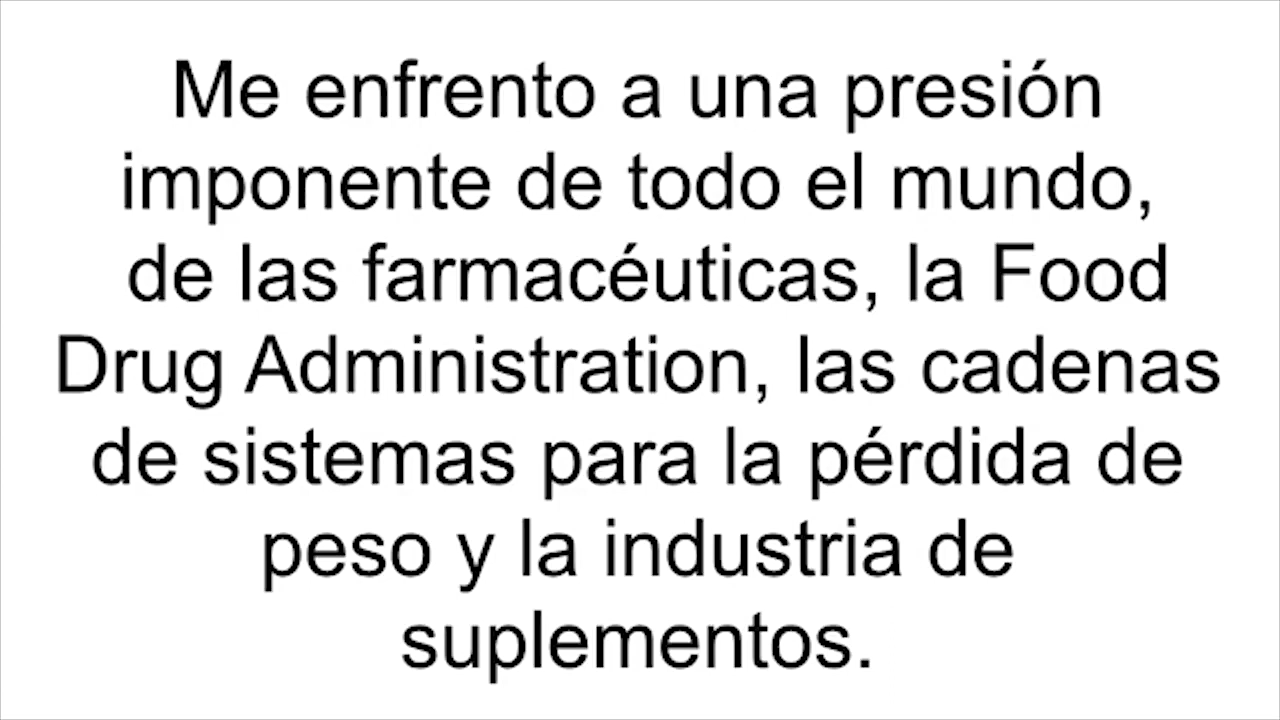 Me enfrento a una presión
imponente de todo el mundo,
de las farmacéuticas, la Food
Drug Administration, las cadenas
de sistemas para la pérdida de
peso y la industria de
suplementos.